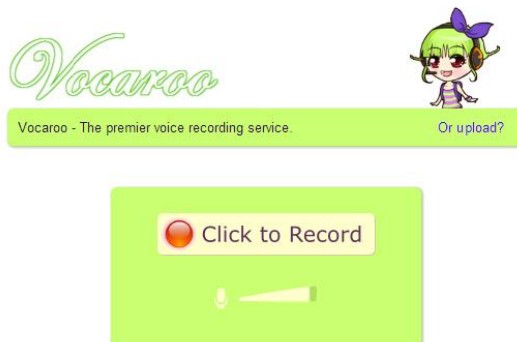 Vocaroo
Vocaroo - The premier voice recording service.
Or upload?
Click to Record